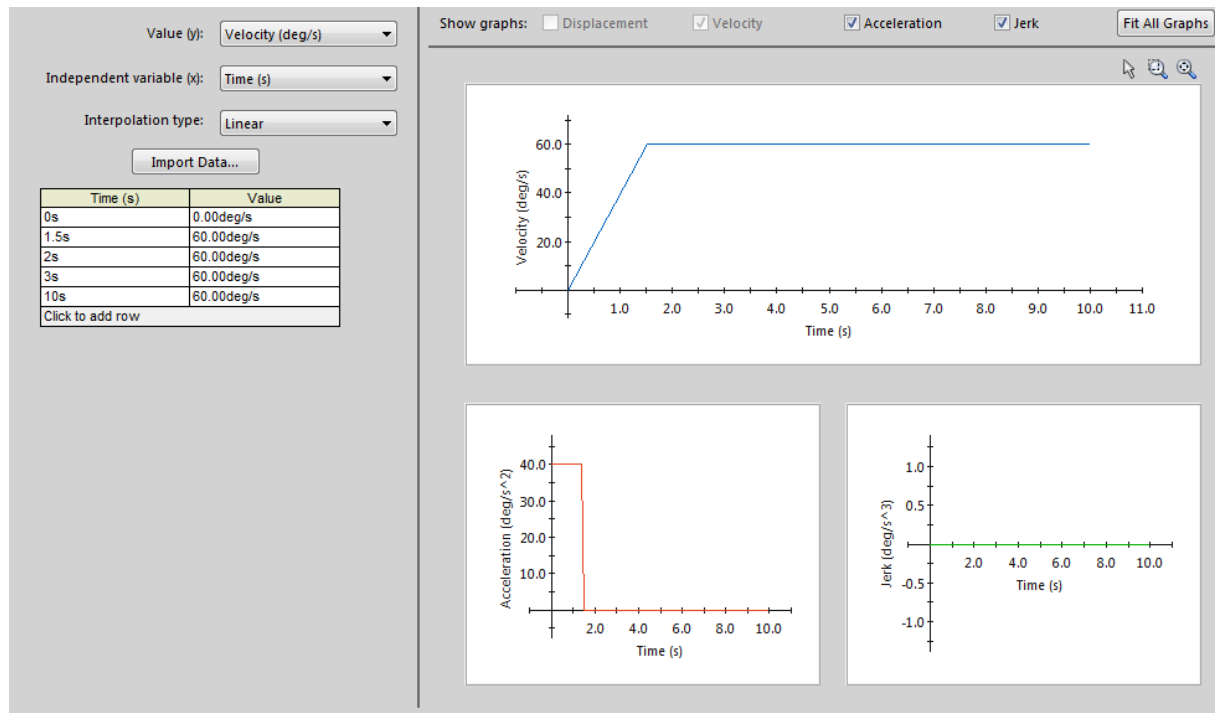 Value (y): Velocity (deg/s)
Independent variable (x): Time (s)
Interpolation type: Linear
Import Data...
Time (s) Value
0s 0.00deg/s
1.5s 60.00deg/s
2s 60.00deg/s
3s 60.00deg/s
10s 60.00deg/s
Click to add row
Show graphs: Displacement Velocity Acceleration Jerk Fit All Graphs
Velocity (deg/s)
60.0
40.0
20.0
1.0 2.0 3.0 4.0 5.0 6.0 7.0 8.0 9.0 10.0 11.0
Time (s)
Acceleration (deg/s^2)
40.0
30.0
20.0
10.0
2.0 4.0 6.0 8.0 10.0
Time (s)
Jerk (deg/s^3)
1.0
0.5
-0.5
-1.0
2.0 4.0 6.0 8.0 10.0
Time (s)